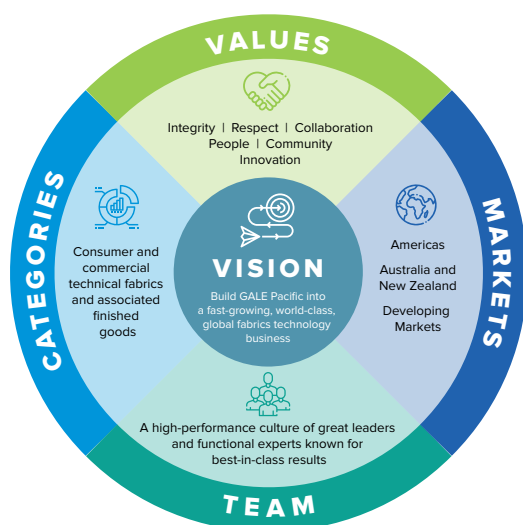 VALUES
Integrity | Respect | Collaboration
People | Community
Innovation
CATEGORIES
Consumer and
commercial
technical fabrics
and associated
finished
goods
VISION
Build GALE Pacific into
a fast-growing, world-class,
global fabrics technology
business
MARKETS
Americas
Australia and
New Zealand
Developing
Markets
A high-performance culture of great leaders
and functional experts known for
best-in-class results
TEAM